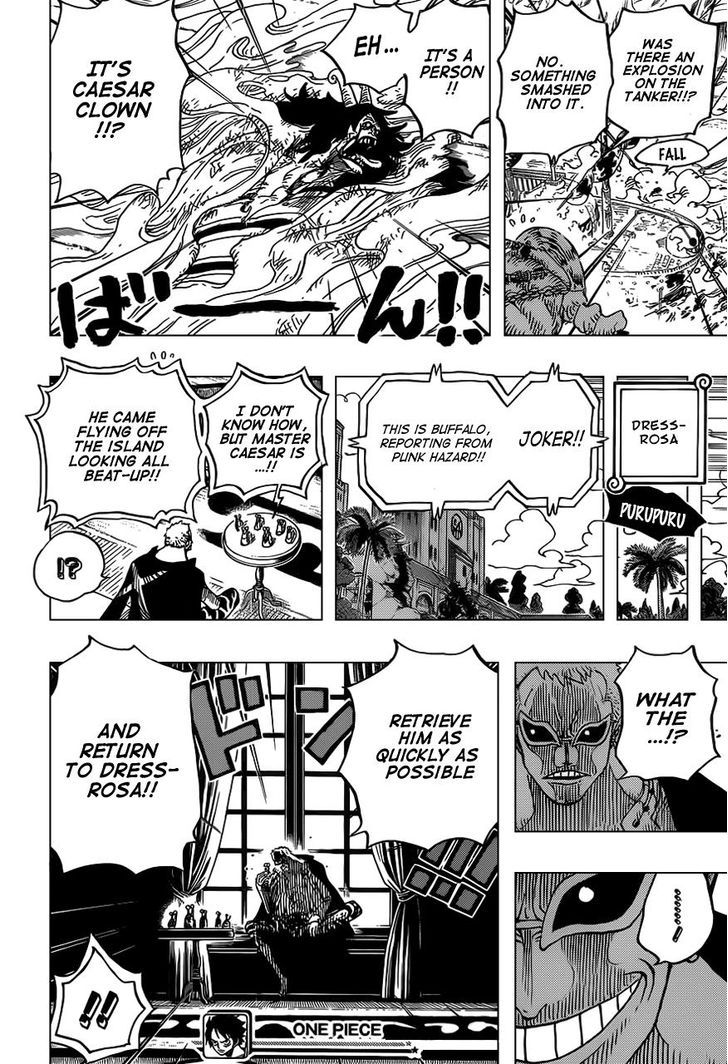 WAS
THERE AN
EXPLOSION
ON THE
TANKER!!?
NO.
SOMETHING
SMASHED
INTO IT.
FALL
IT'S A
PERSON
!!
EH...
IT'S
CAESAR
CLOWN
!!?
ばーん!!
DRESS-
ROSA
PURUPURU
JOKER!!
THIS IS BUFFALO,
REPORTING FROM
PUNK HAZARD!!
I DON'T
KNOW HOW,
BUT MASTER
CAESAR IS
...!!
HE CAME
FLYING OFF
THE ISLAND
LOOKING ALL
BEAT-UP!!
!?
WHAT
THE
...!?
........!
RETRIEVE
HIM AS
QUICKLY AS
POSSIBLE
AND
RETURN
TO DRESS-
ROSA!!
ドン!!!
!!
ONE PIECE